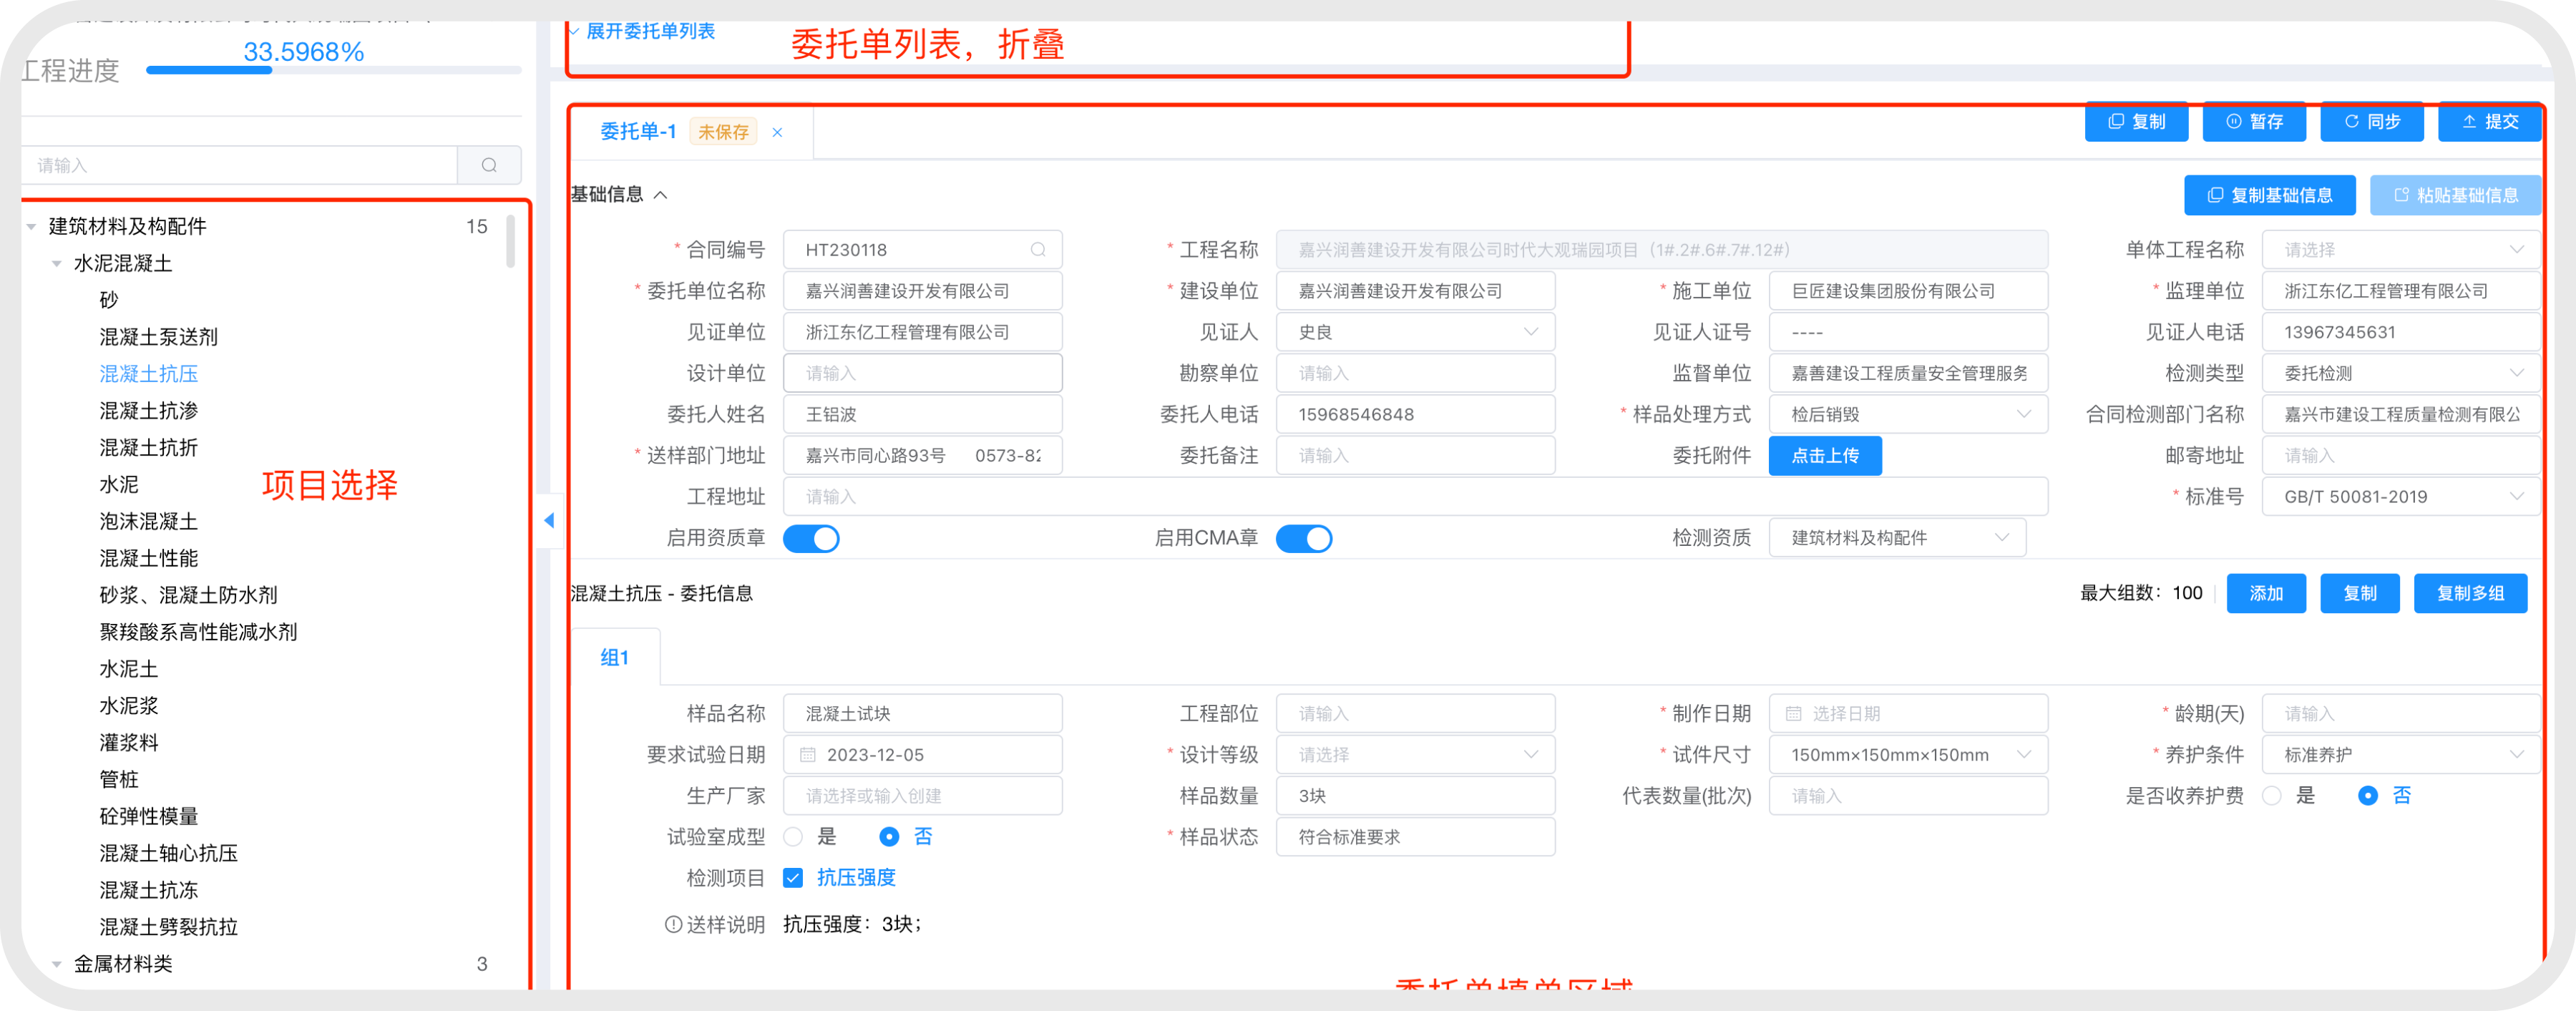 工程进度
33.5968%
请输入
建筑材料及构配件 15
水泥混凝土
砂
混凝土泵送剂
混凝土抗压
混凝土抗渗
混凝土抗折
水泥
项目选择
泡沫混凝土
混凝土性能
砂浆、混凝土防水剂
聚羧酸系高性能减水剂
水泥土
水泥浆
灌浆料
管桩
砼弹性模量
混凝土轴心抗压
混凝土抗冻
混凝土劈裂抗拉
金属材料类 3
展开委托单列表
委托单列表，折叠
委托单-1 未保存 × 复制 暂存 同步 提交
基础信息 复制基础信息 粘贴基础信息
* 合同编号 HT230118 * 工程名称 嘉兴润善建设开发有限公司时代大观瑞园项目（1#.2#.6#.7#.12#） 单体工程名称 请选择
* 委托单位名称 嘉兴润善建设开发有限公司 * 建设单位 嘉兴润善建设开发有限公司 * 施工单位 巨匠建设集团股份有限公司 * 监理单位 浙江东亿工程管理有限公司
见证单位 浙江东亿工程管理有限公司 见证人 史良 见证人证号 ---- 见证人电话 13967345631
设计单位 请输入 勘察单位 请输入 监督单位 嘉善建设工程质量安全管理服务 检测类型 委托检测
委托人姓名 王铝波 委托人电话 15968546848 * 样品处理方式 检后销毁 合同检测部门名称 嘉兴市建设工程质量检测有限公
* 送样部门地址 嘉兴市同心路93号 0573-82 委托备注 请输入 委托附件 点击上传 邮寄地址 请输入
工程地址 请输入 * 标准号 GB/T 50081-2019
启用资质章 启用CMA章 检测资质 建筑材料及构配件
混凝土抗压 - 委托信息 最大组数：100 添加 复制 复制多组
组1
样品名称 混凝土试块 工程部位 请输入 * 制作日期 选择日期 * 龄期(天) 请输入
要求试验日期 2023-12-05 * 设计等级 请选择 * 试件尺寸 150mm×150mm×150mm * 养护条件 标准养护
生产厂家 请选择或输入创建 样品数量 3块 代表数量(批次) 请输入 是否收养护费 是 否
试验室成型 是 否 * 样品状态 符合标准要求
检测项目 抗压强度
送样说明 抗压强度：3块；
委托单填单区域